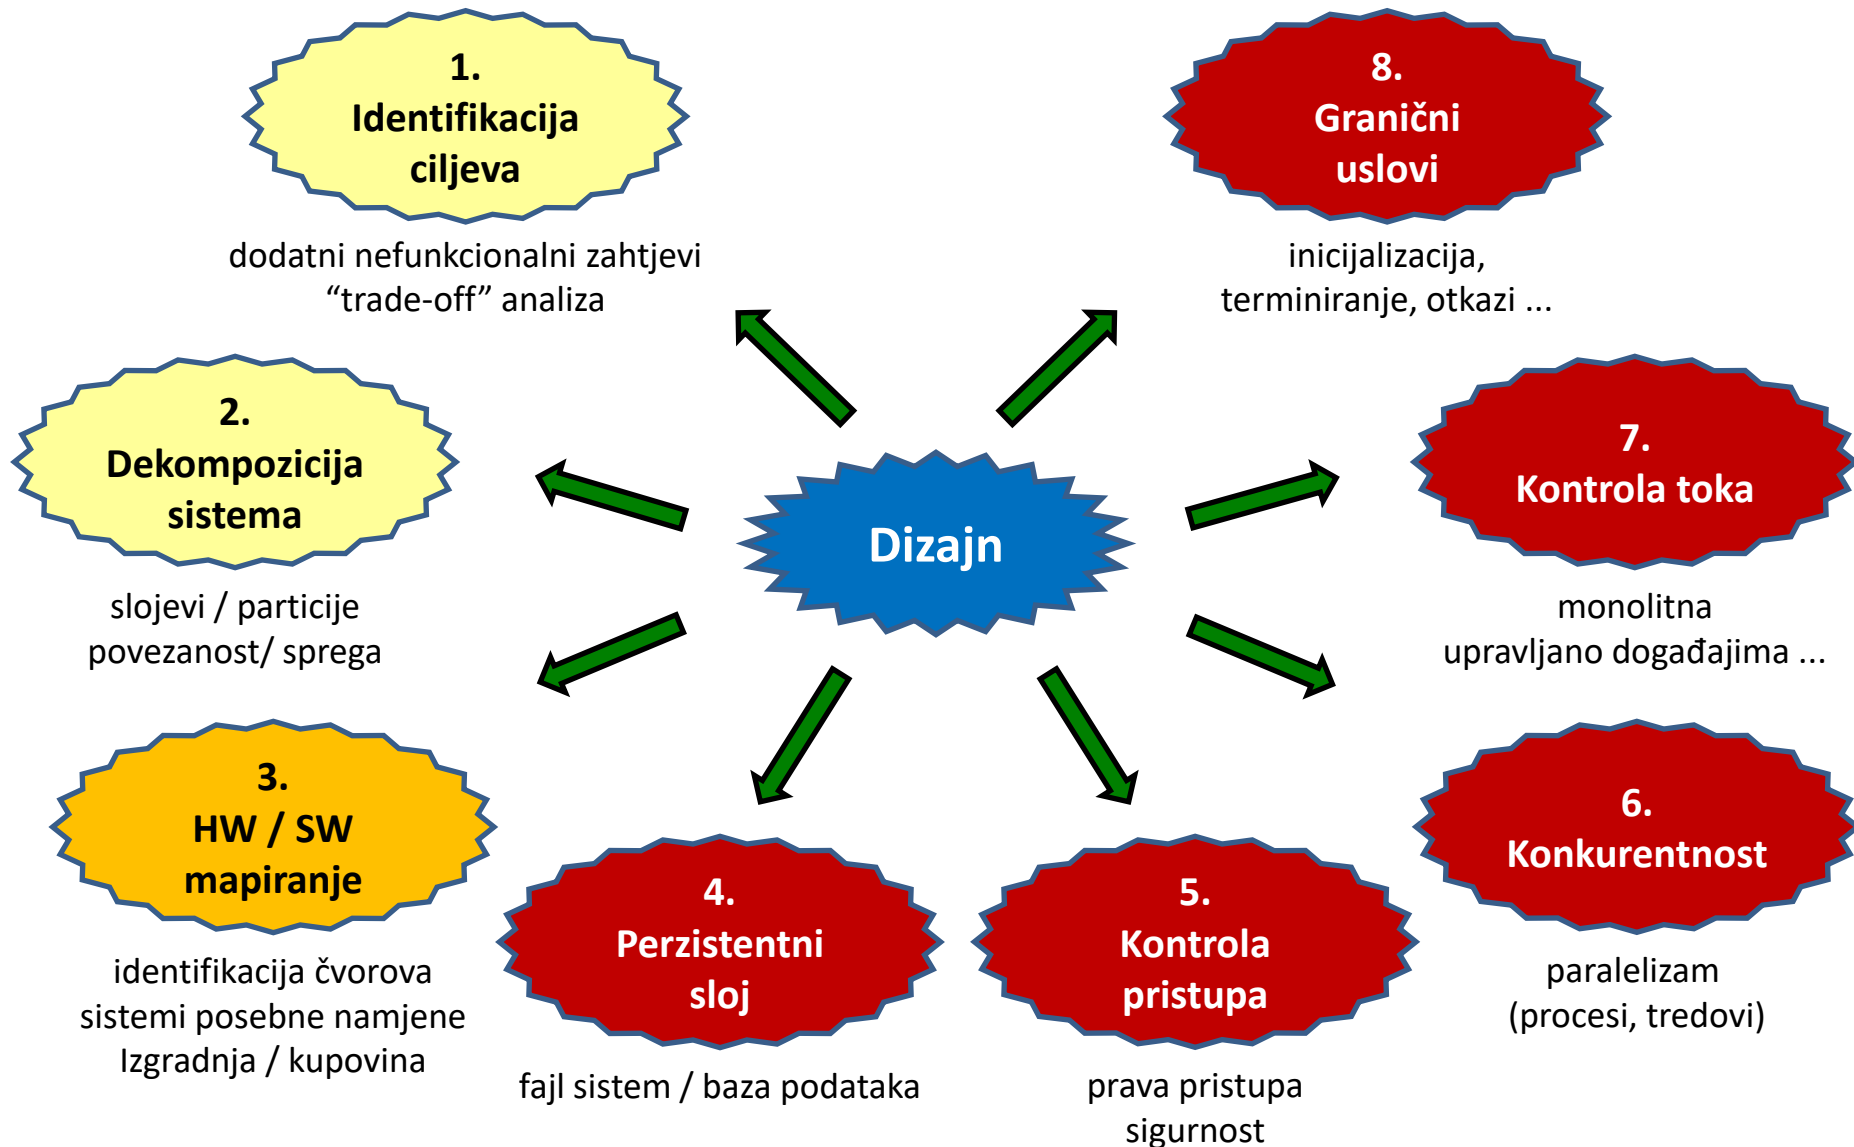 1.
Identifikacija
ciljeva
dodatni nefunkcionalni zahtjevi
“trade-off” analiza
2.
Dekompozicija
sistema
slojevi / particije
povezanost/ sprega
3.
HW / SW
mapiranje
identifikacija čvorova
sistemi posebne namjene
Izgradnja / kupovina
4.
Perzistentni
sloj
fajl sistem / baza podataka
5.
Kontrola
pristupa
prava pristupa
sigurnost
6.
Konkurentnost
paralelizam
(procesi, tredovi)
7.
Kontrola toka
monolitna
upravljano događajima ...
8.
Granični
uslovi
inicijalizacija,
terminiranje, otkazi ...
Dizajn